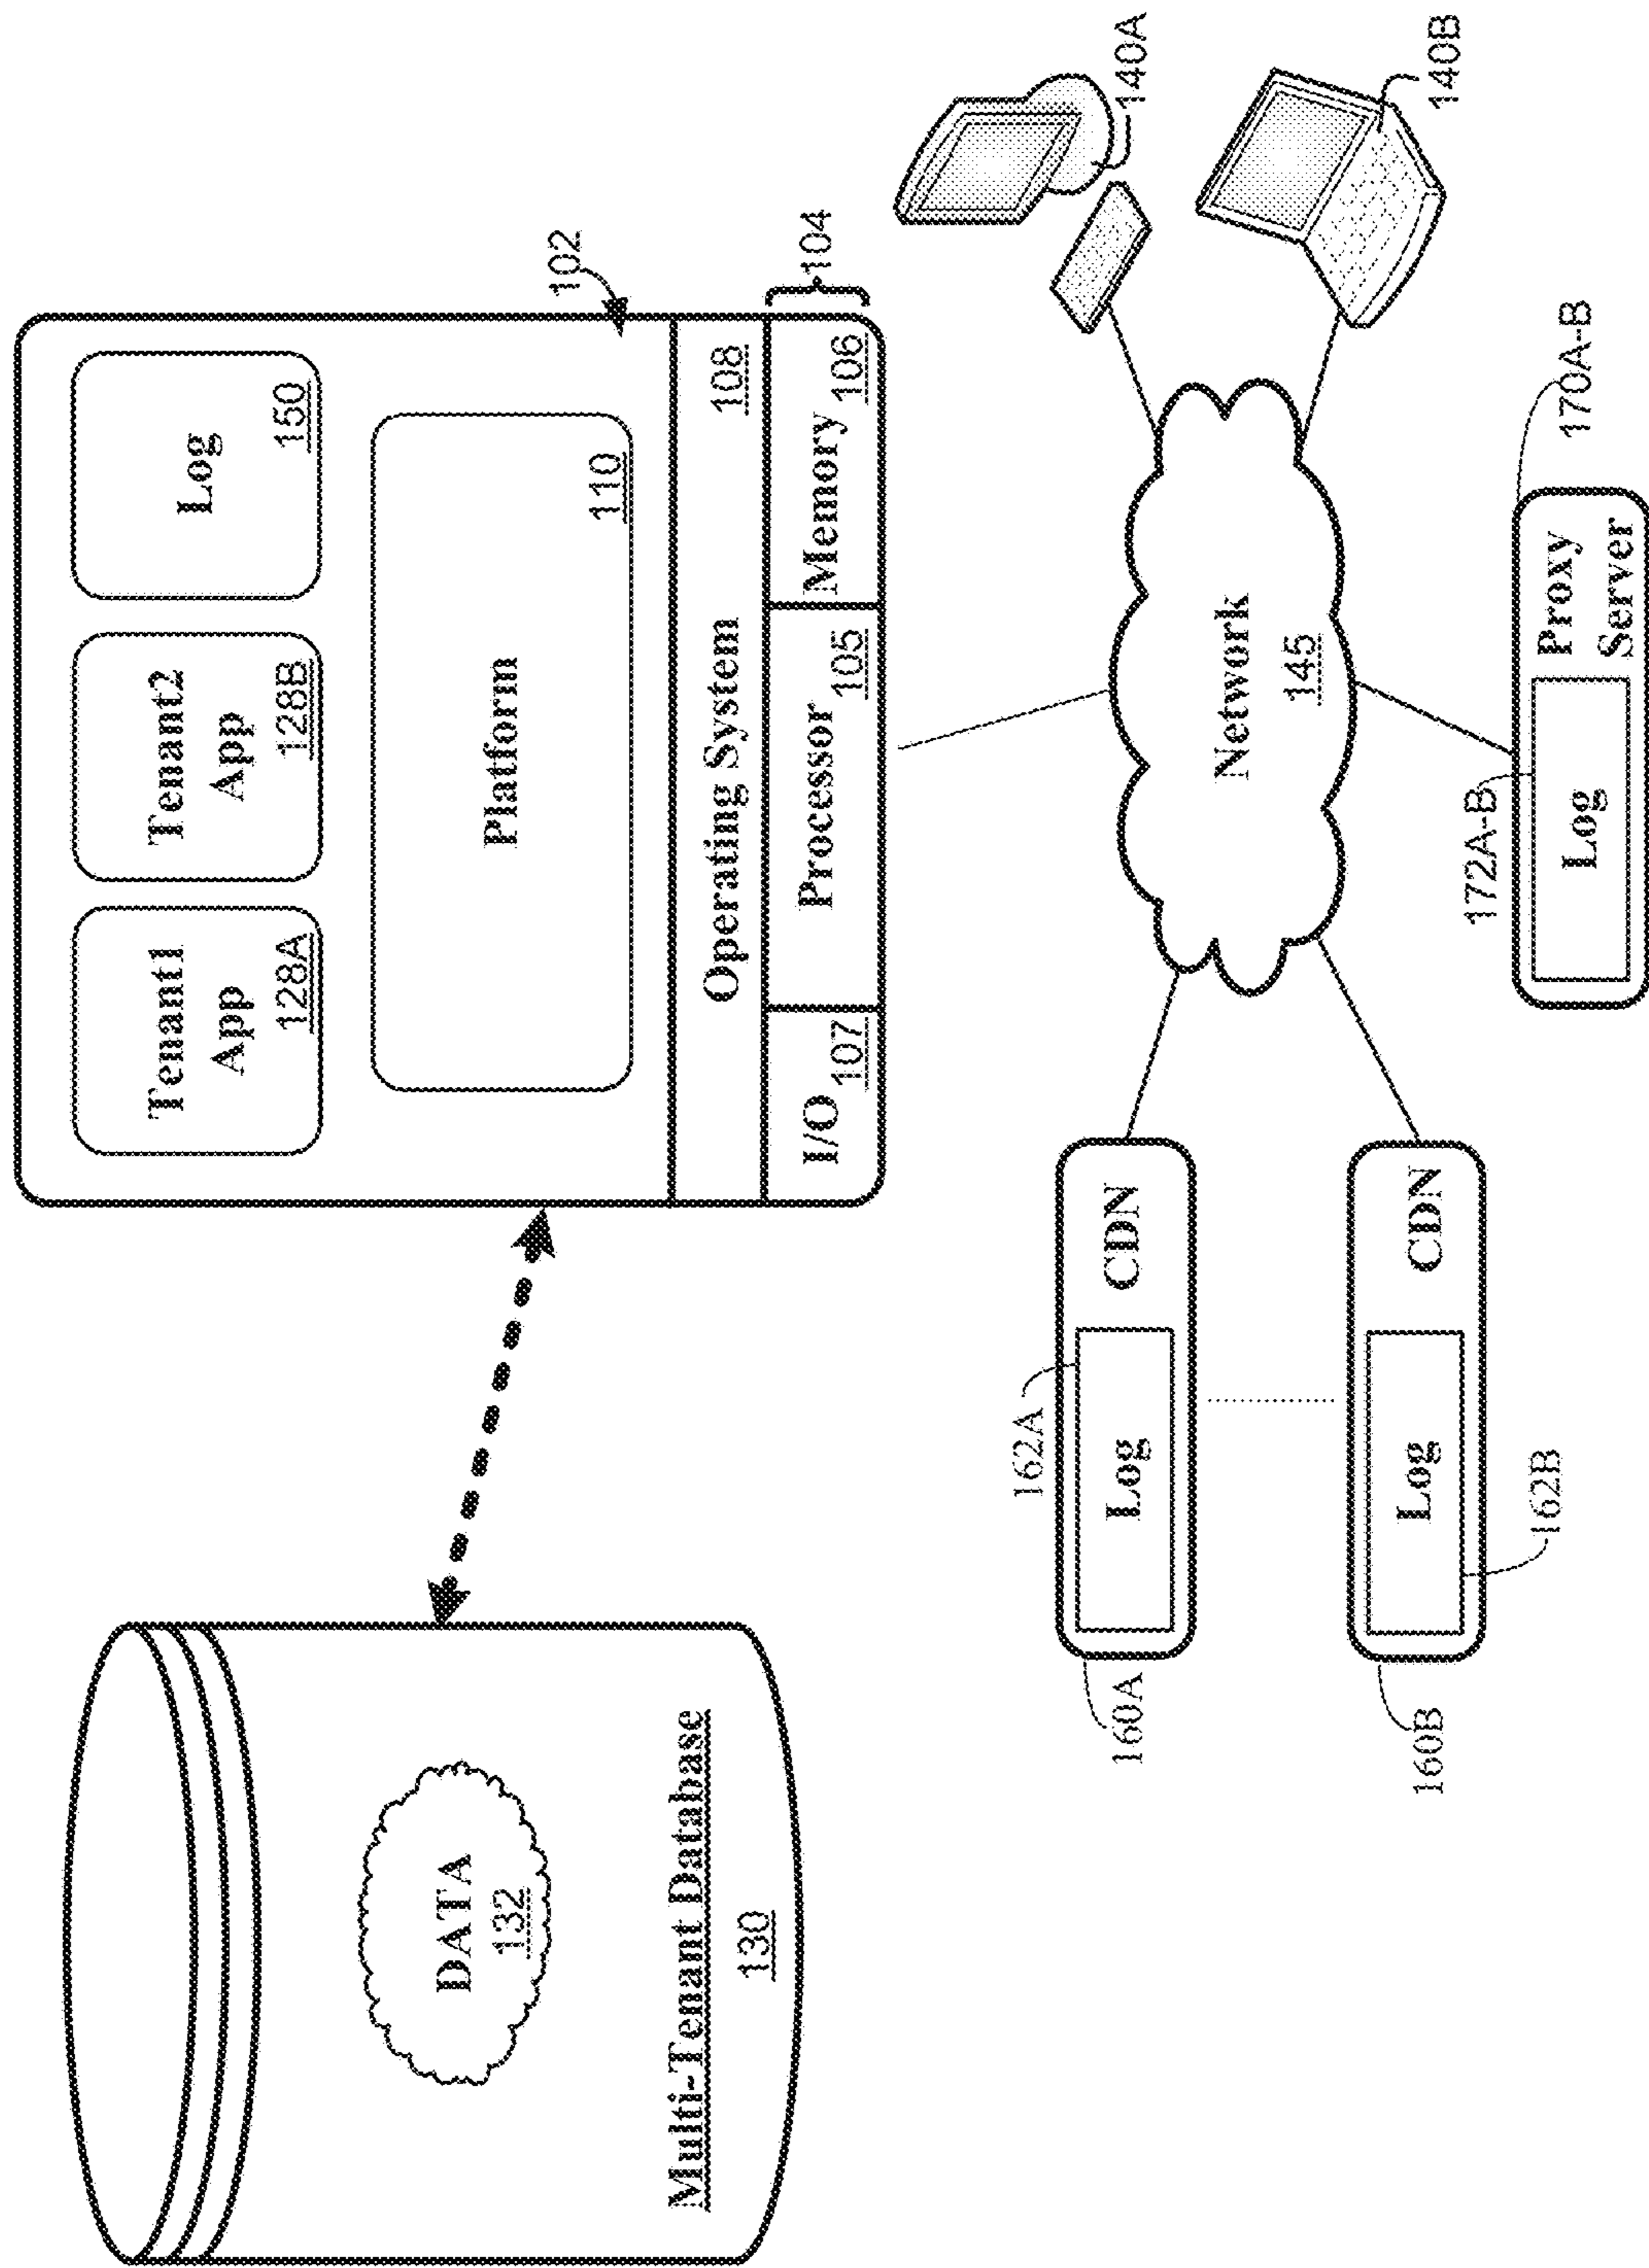 Tenant1
App
128A
Tenant2
App
128B
Log
150
Platform
110
102
Operating System
108
I/O
107
Processor
105
Memory
106
104
DATA
132
Multi-Tenant Database
130
Network
145
140A
140B
162A
Log
CDN
160A
Log
CDN
160B
162B
172A-B
170A-B
Log
Proxy
Server